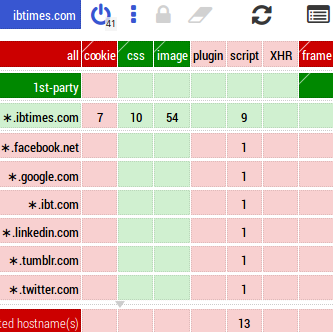 ibtimes.com 41
all cookie css image plugin script XHR frame
1st-party
*.ibtimes.com 7 10 54 9
*.facebook.net 1
*.google.com 1
*.ibt.com 1
*.linkedin.com 1
*.tumblr.com 1
*.twitter.com 1
ted hostname(s) 13